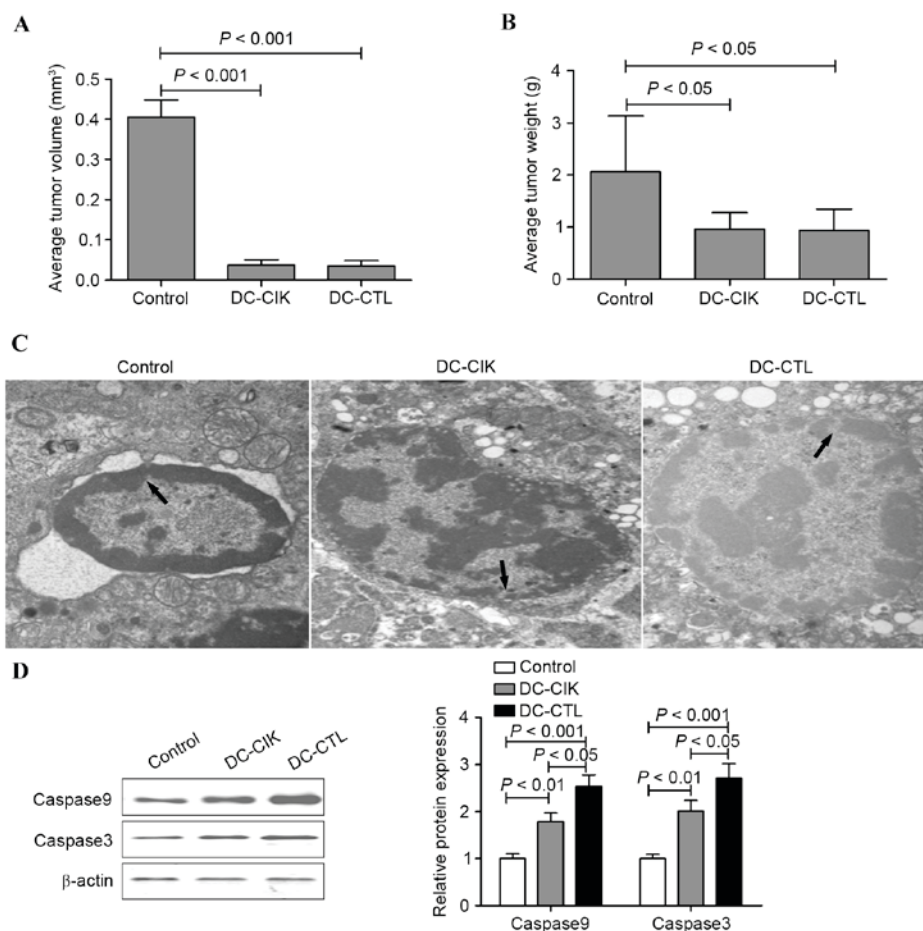 A
P < 0.001
P < 0.001
Average tumor volume (mm³)
0.5
0.4
0.3
0.2
0.1
0.0
Control DC-CIK DC-CTL
B
P < 0.05
P < 0.05
Average tumor weight (g)
4
3
2
1
0
Control DC-CIK DC-CTL
C
Control DC-CIK DC-CTL
D
Control DC-CIK DC-CTL
Caspase9
Caspase3
β-actin
Control
DC-CIK
DC-CTL
Relative protein expression
4
3
2
1
0
P < 0.001
P < 0.05
P < 0.01
P < 0.001
P < 0.05
P < 0.01
Caspase9 Caspase3